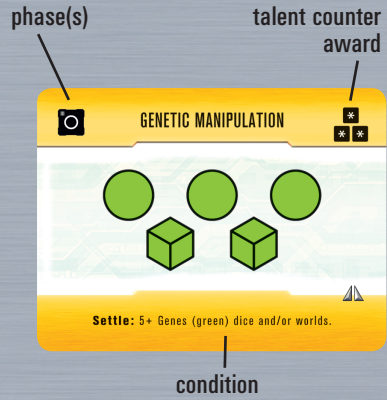 phase(s)
talent counter
award
GENETIC MANIPULATION
Settle: 5+ Genes (green) dice and/or worlds.
condition